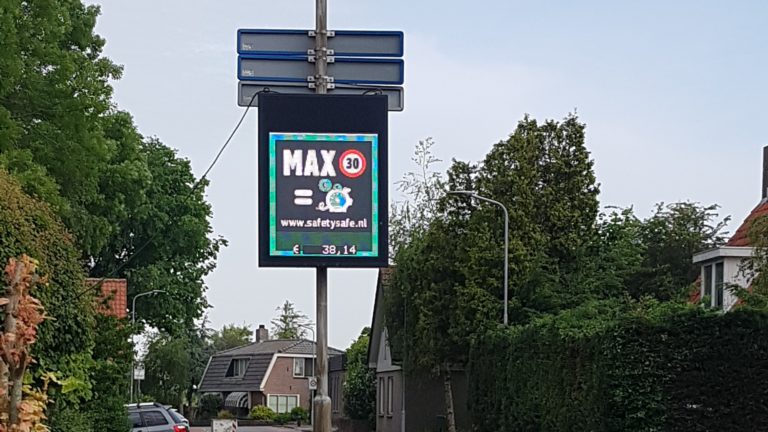 MAX 30
=
www.safetysafe.nl
€ 38,14